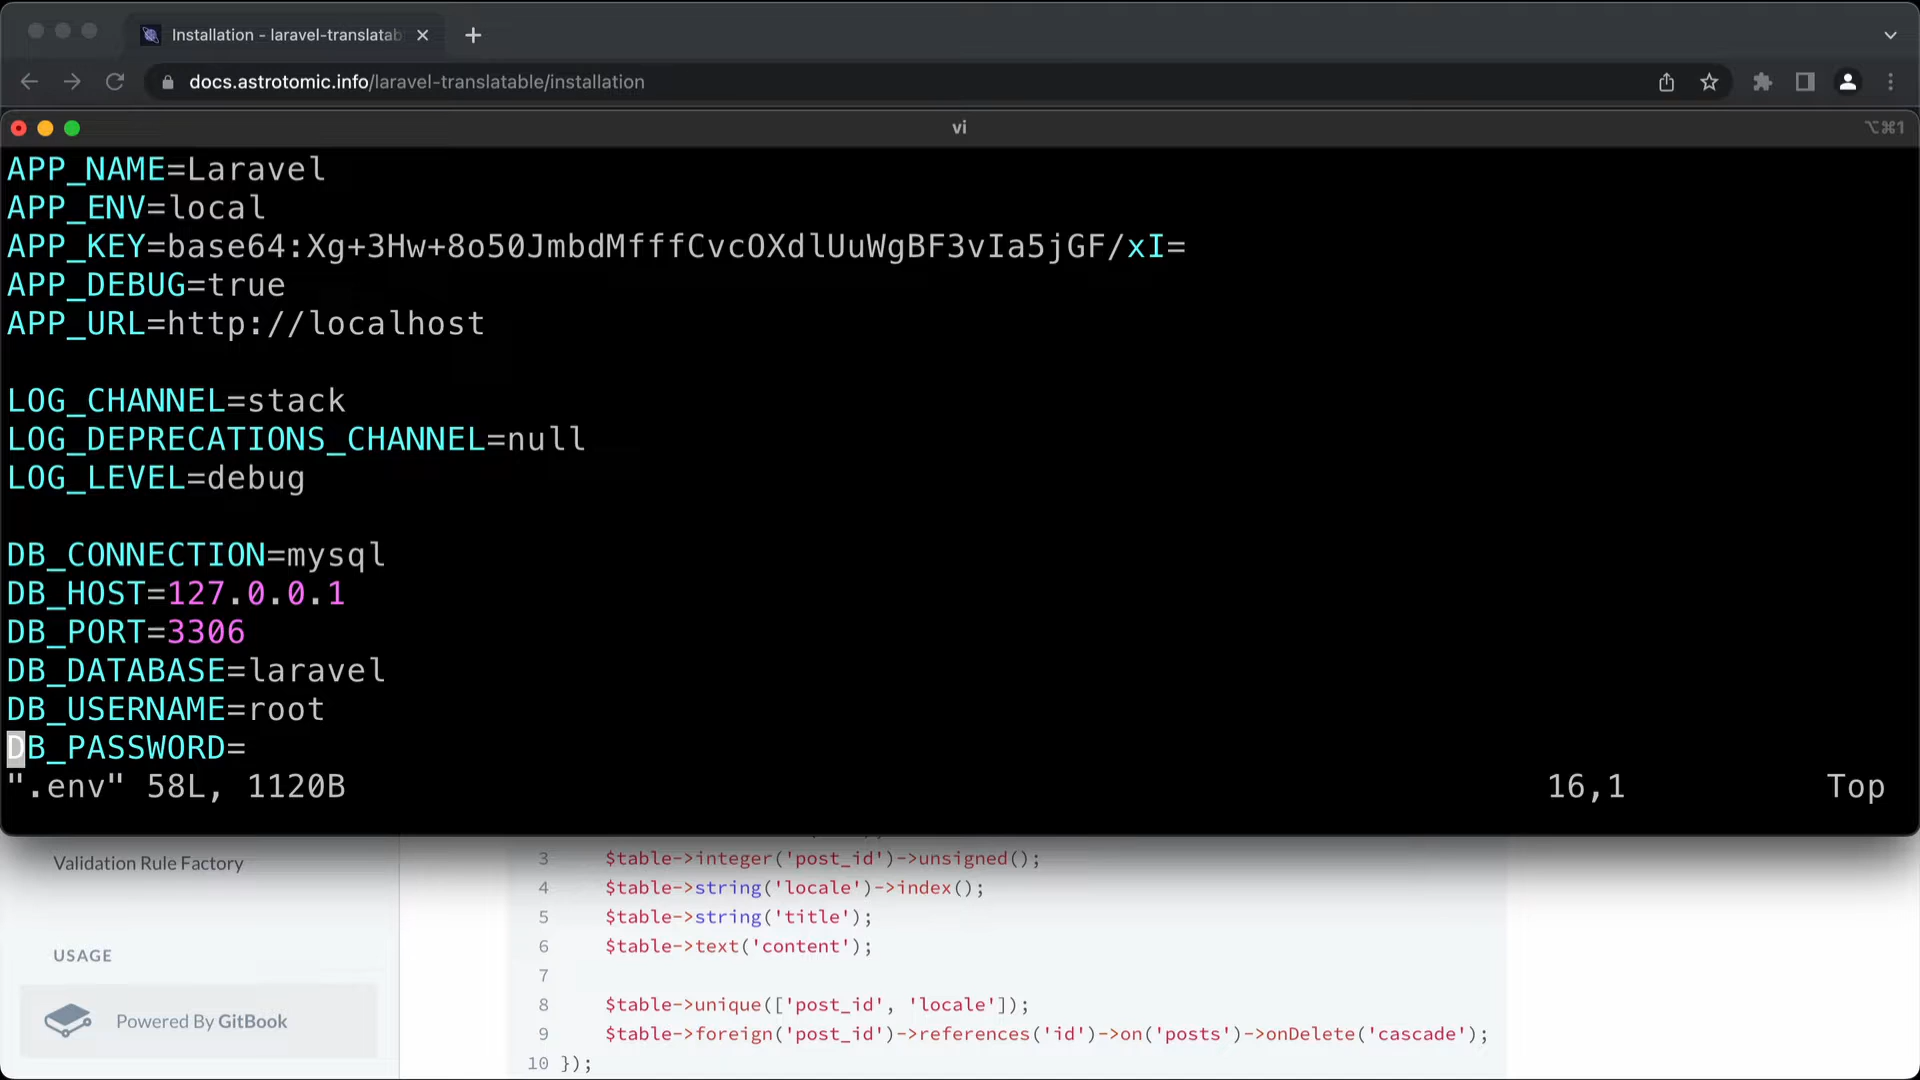 Installation - laravel-translatab
docs.astrotomic.info/laravel-translatable/installation
vi
⌥⌘1
APP_NAME=Laravel
APP_ENV=local
APP_KEY=base64:Xg+3Hw+8o50JmbdMfffCvcOXdlUuWgBF3vIa5jGF/xI=
APP_DEBUG=true
APP_URL=http://localhost
LOG_CHANNEL=stack
LOG_DEPRECATIONS_CHANNEL=null
LOG_LEVEL=debug
DB_CONNECTION=mysql
DB_HOST=127.0.0.1
DB_PORT=3306
DB_DATABASE=laravel
DB_USERNAME=root
DB_PASSWORD=
".env" 58L, 1120B 16,1 Top
Validation Rule Factory
USAGE
Powered By GitBook
3 $table->integer('post_id')->unsigned();
4 $table->string('locale')->index();
5 $table->string('title');
6 $table->text('content');
7
8 $table->unique(['post_id', 'locale']);
9 $table->foreign('post_id')->references('id')->on('posts')->onDelete('cascade');
10 });